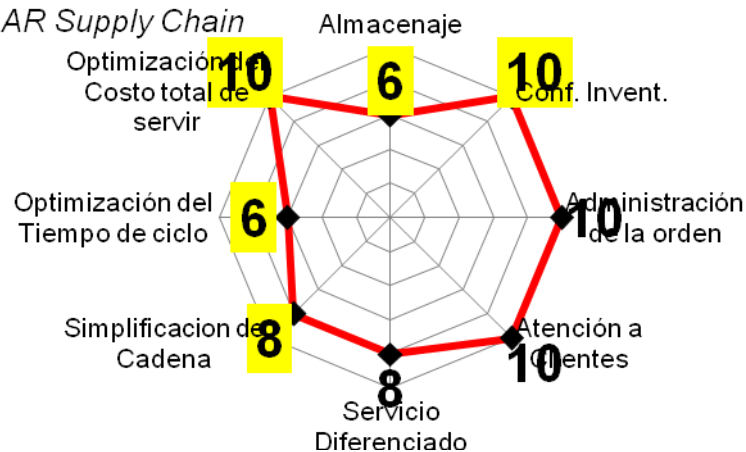 AR Supply Chain
Almacenaje
6
10
Conf. Invent.
Administración
de la orden
10
Atención a
Clientes
10
8
Servicio
Diferenciado
Simplificacion de
Cadena
8
Optimización del
Tiempo de ciclo
6
Optimización del
Costo total de
servir
10